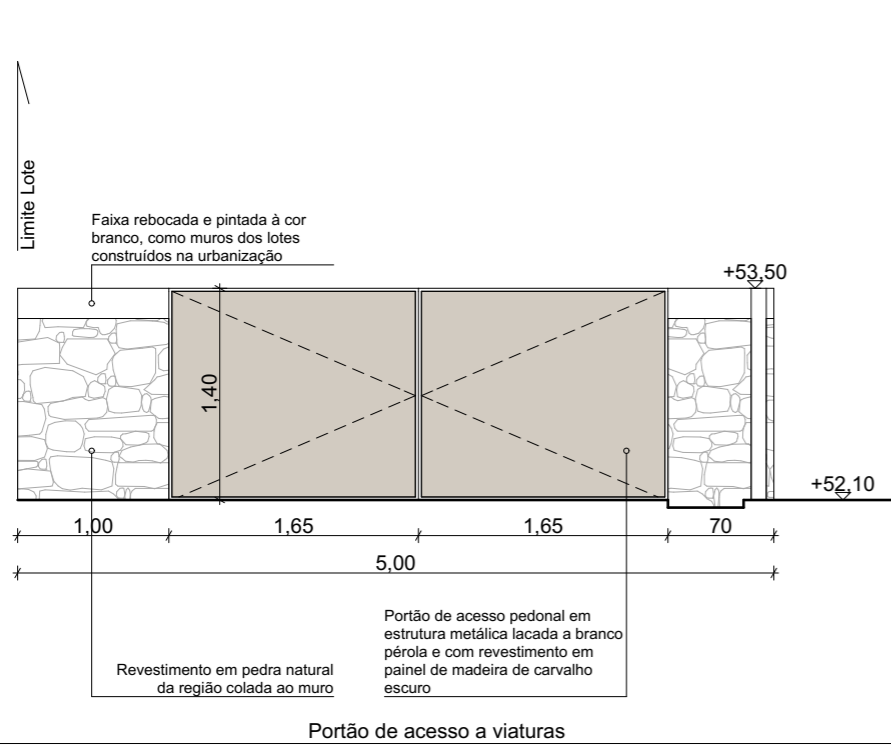 Limite Lote
Faixa rebocada e pintada à cor
branco, como muros dos lotes
construídos na urbanização
+53,50
1,40
+52,10
1,00
1,65
1,65
70
5,00
Portão de acesso pedonal em
estrutura metálica lacada a branco
pérola e com revestimento em
painel de madeira de carvalho
escuro
Revestimento em pedra natural
da região colada ao muro
Portão de acesso a viaturas